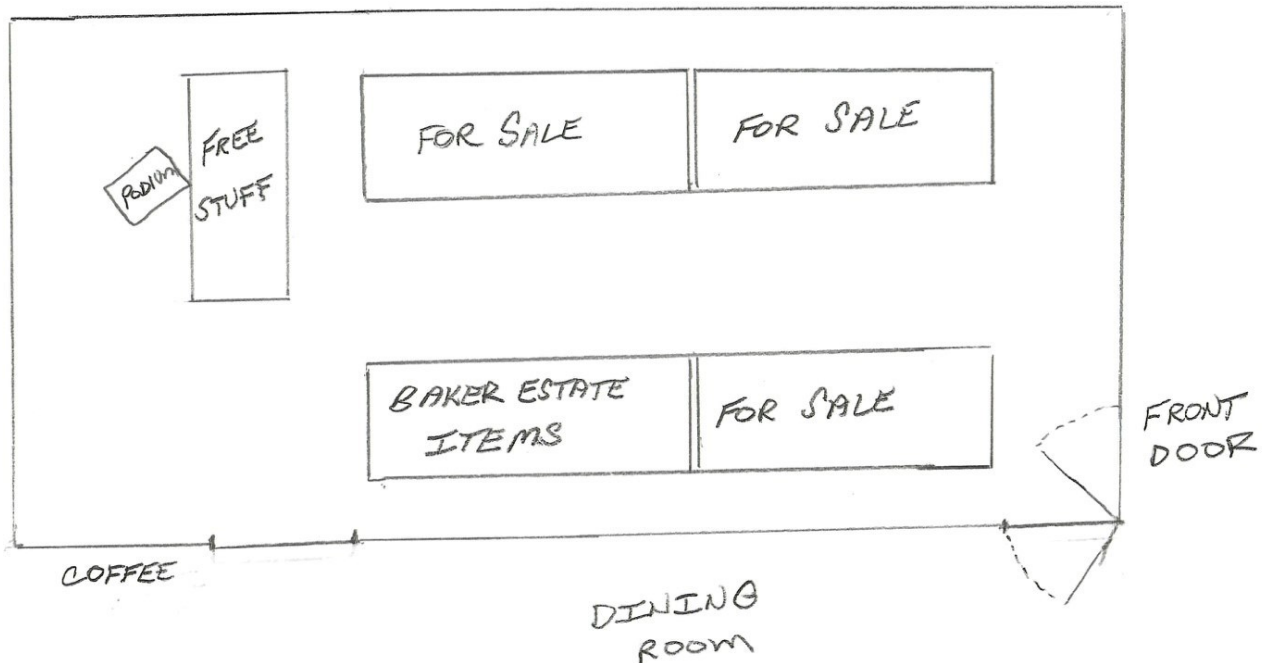 FREE
STUFF
PODIUM
FOR SALE
FOR SALE
BAKER ESTATE
ITEMS
FOR SALE
FRONT
DOOR
COFFEE
DINING
ROOM